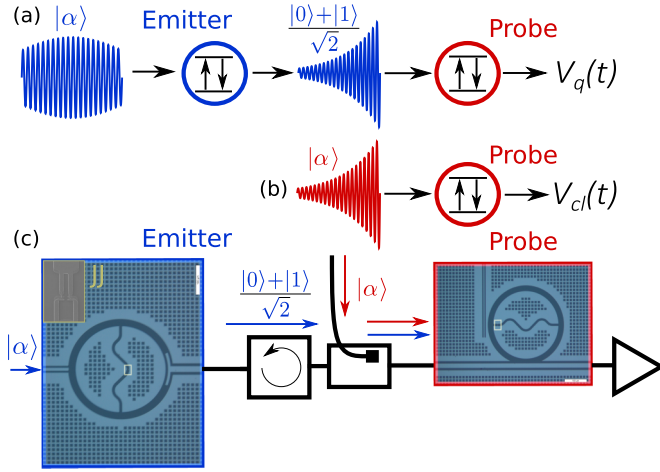 (a) |α⟩ Emitter |0⟩+|1⟩/√2 Probe
V_q(t)
(b) |α⟩ Probe
V_cl(t)
(c) Emitter Probe
JJ
|0⟩+|1⟩/√2 |α⟩
|α⟩